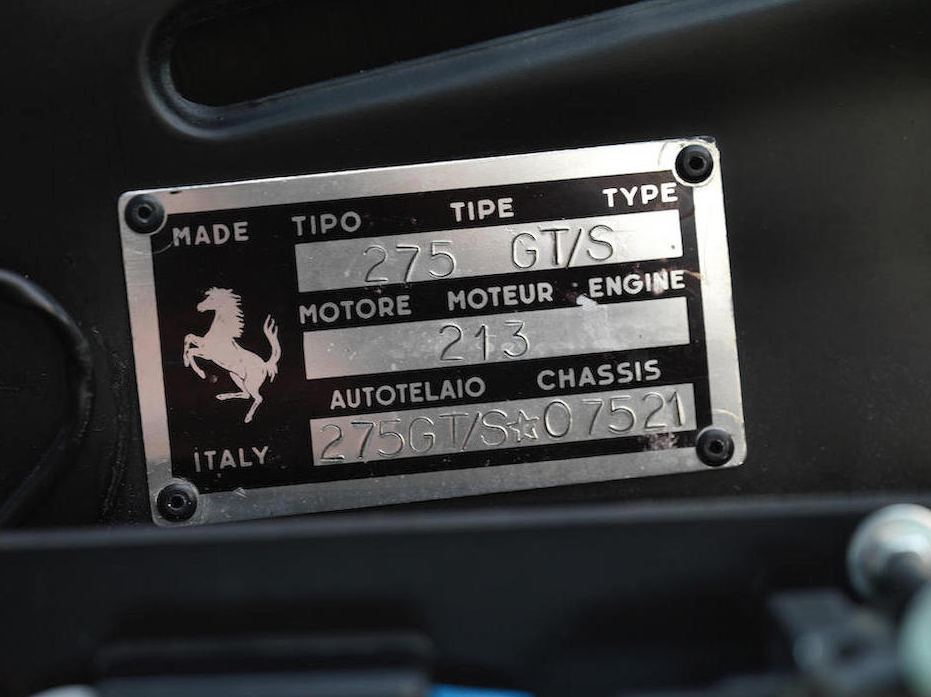 MADE TIPO TIPE TYPE
275 GT/S
MOTORE MOTEUR ENGINE
213
AUTOTELAIO CHASSIS
275GT/S☆07521
ITALY